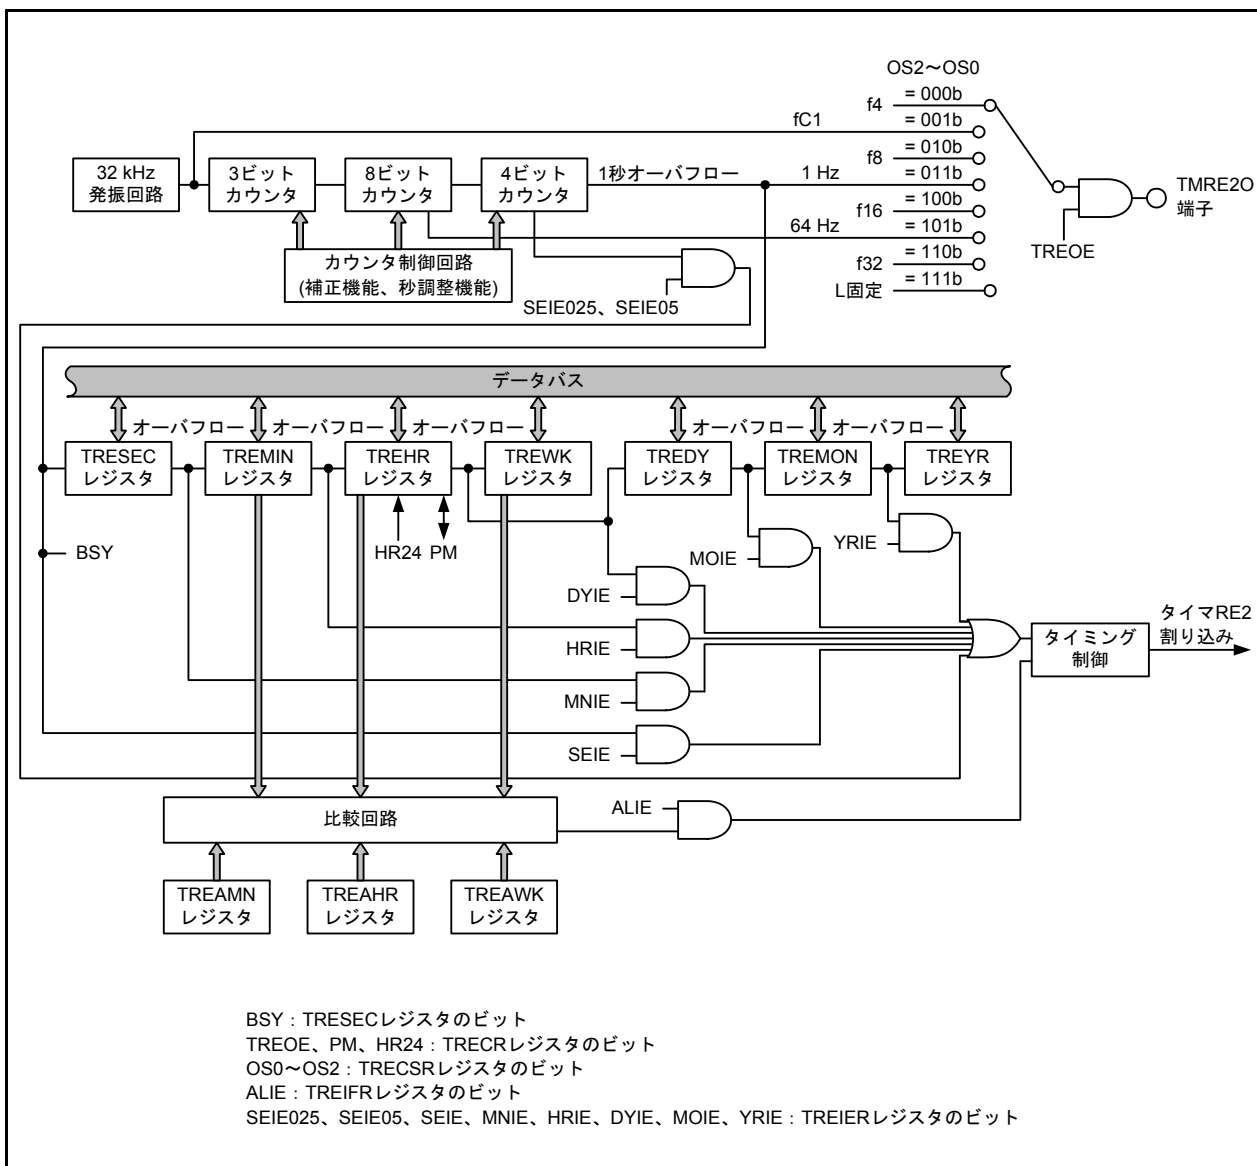 OS2～OS0
f4
= 000b
fC1
= 001b
f8
= 010b
32 kHz
発振回路
3ビット
カウンタ
8ビット
カウンタ
4ビット
カウンタ
1秒オーバフロー
1 Hz
= 011b
TMRE2O
端子
f16
= 100b
64 Hz
= 101b
TREOE
カウンタ制御回路
(補正機能、秒調整機能)
f32
= 110b
L固定
= 111b
SEIE025、SEIE05
データバス
オーバフロー
オーバフロー
オーバフロー
オーバフロー
オーバフロー
TRESEC
レジスタ
TREMIN
レジスタ
TREHR
レジスタ
TREWK
レジスタ
TREDY
レジスタ
TREMON
レジスタ
TREYR
レジスタ
BSY
HR24
PM
MOIE
YRIE
DYIE
HRIE
MNIE
SEIE
タイミング
制御
タイマRE2
割り込み
比較回路
ALIE
TREAMN
レジスタ
TREAHR
レジスタ
TREAWK
レジスタ
BSY：TRESECレジスタのビット
TREOE、PM、HR24：TRECRレジスタのビット
OS0～OS2：TRECSRレジスタのビット
ALIE：TREIFRレジスタのビット
SEIE025、SEIE05、SEIE、MNIE、HRIE、DYIE、MOIE、YRIE：TREIERレジスタのビット